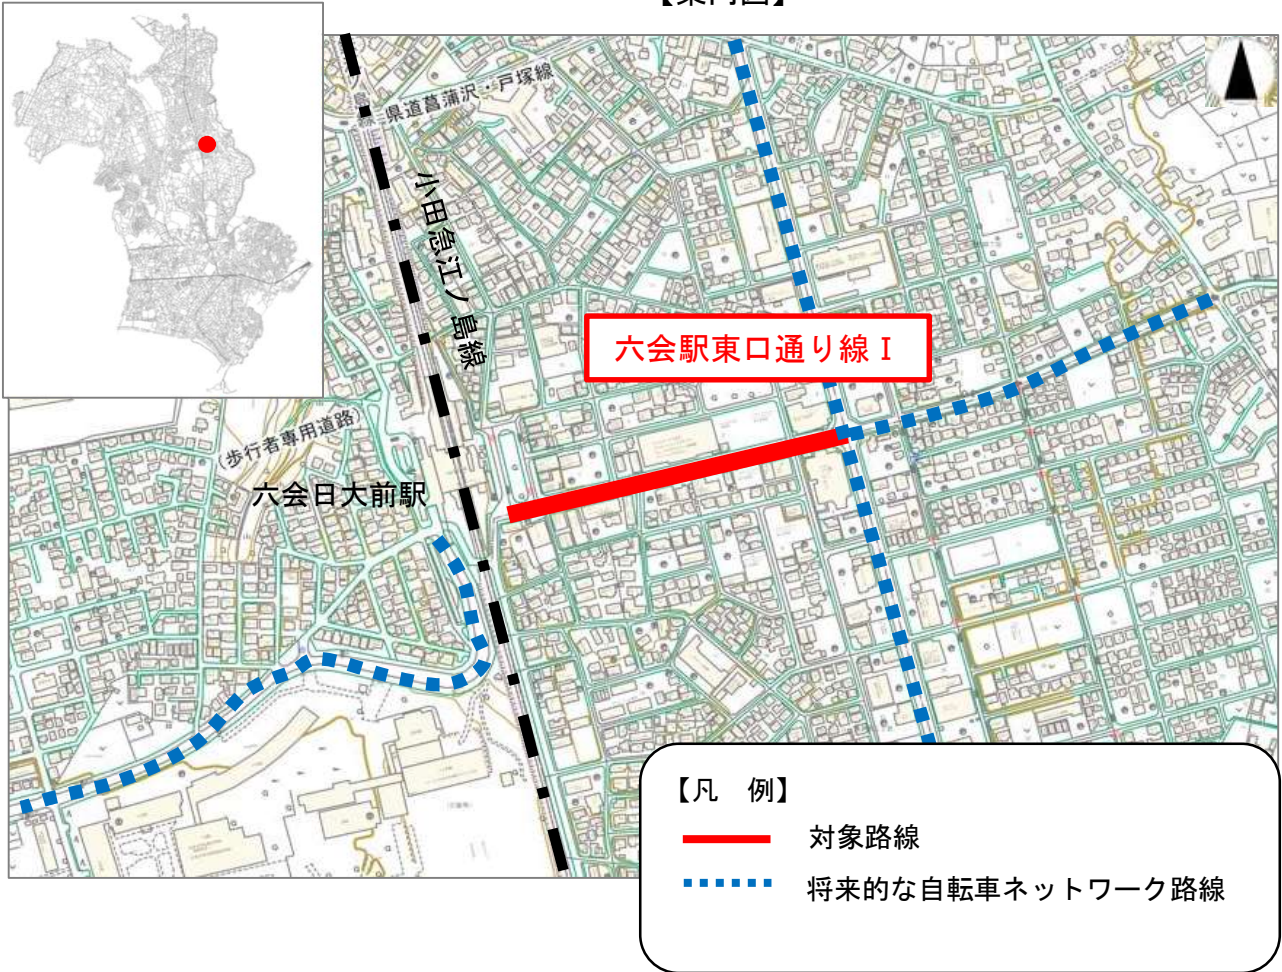 【案内図】
県道菖蒲沢・戸塚線
小田急江ノ島線
六会駅東口通り線Ⅰ
(歩行者専用道路)
六会日大前駅
【凡　例】
対象路線
将来的な自転車ネットワーク路線